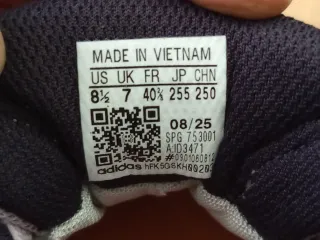 MADE IN VIETNAM
US UK FR JP CHN
8½ 7 40⅔ 255 250
08/25
SPG 753001
A.ID3471
adidas